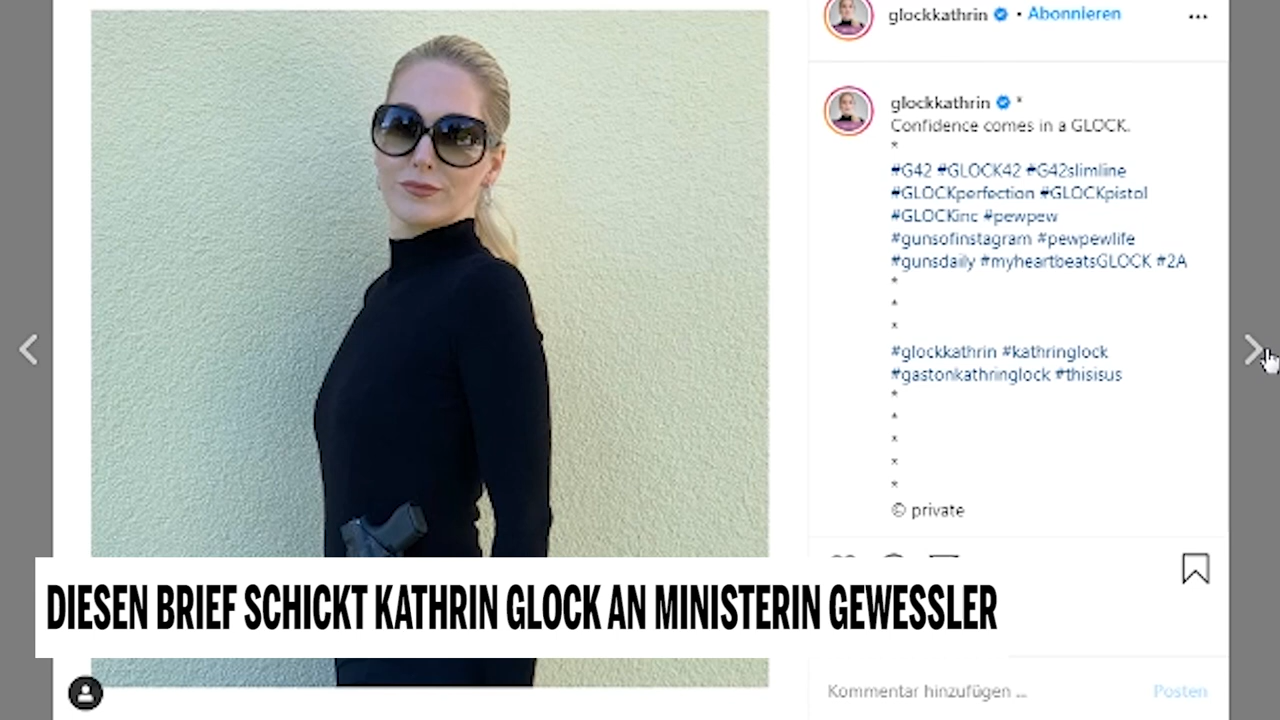 glockkathrin • Abonnieren ...
glockkathrin *
Confidence comes in a GLOCK.
*
#G42 #GLOCK42 #G42slimline
#GLOCKperfection #GLOCKpistol
#GLOCKinc #pewpew
#gunsofinstagram #pewpewlife
#gunsdaily #myheartbeatsGLOCK #2A
*
*
*
#glockkathrin #kathringlock
#gastonkathringlock #thisisus
*
*
*
*
*
© private
DIESEN BRIEF SCHICKT KATHRIN GLOCK AN MINISTERIN GEWESSLER
Kommentar hinzufügen ...
Posten